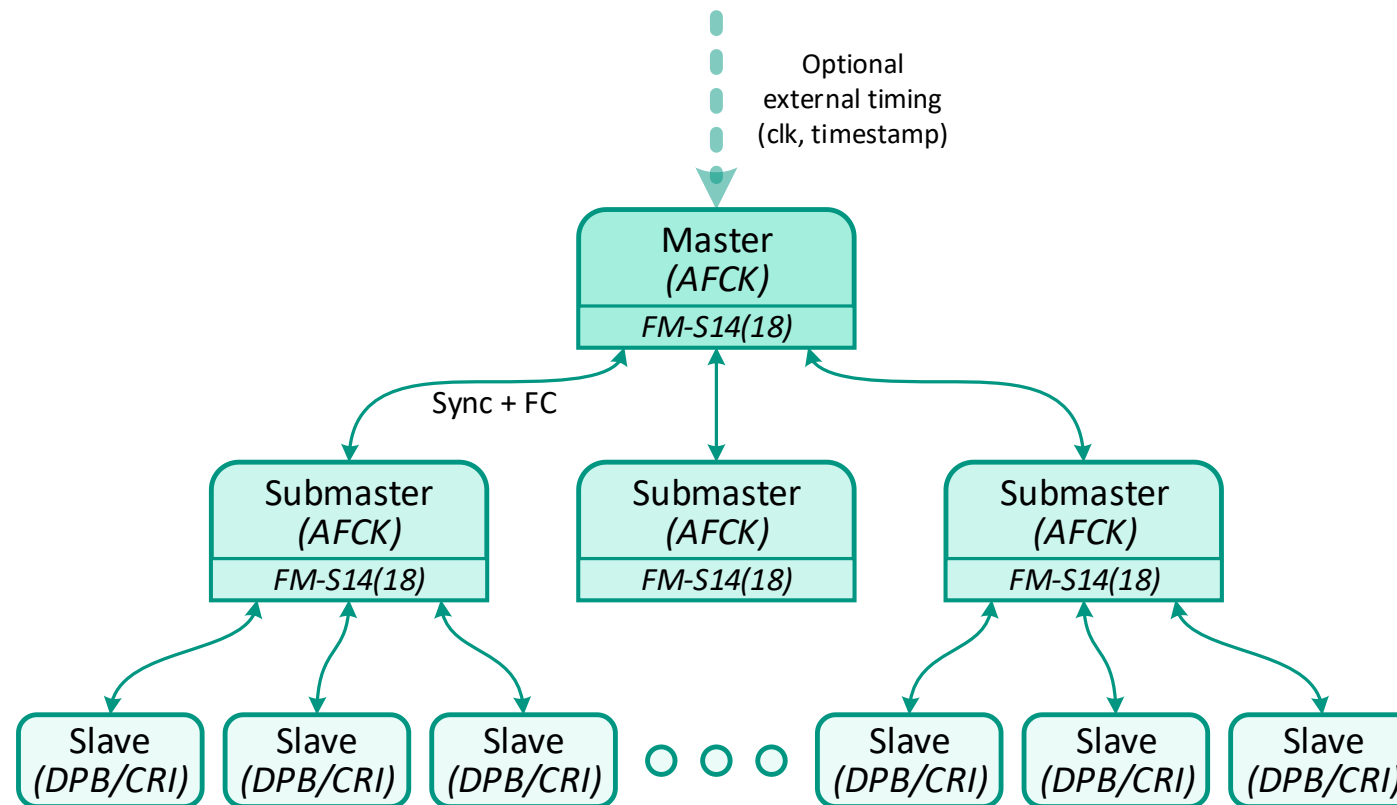 Optional
external timing
(clk, timestamp)
Master
(AFCK)
FM-S14(18)
Sync + FC
Submaster
(AFCK)
FM-S14(18)
Submaster
(AFCK)
FM-S14(18)
Submaster
(AFCK)
FM-S14(18)
Slave
(DPB/CRI)
Slave
(DPB/CRI)
Slave
(DPB/CRI)
Slave
(DPB/CRI)
Slave
(DPB/CRI)
Slave
(DPB/CRI)